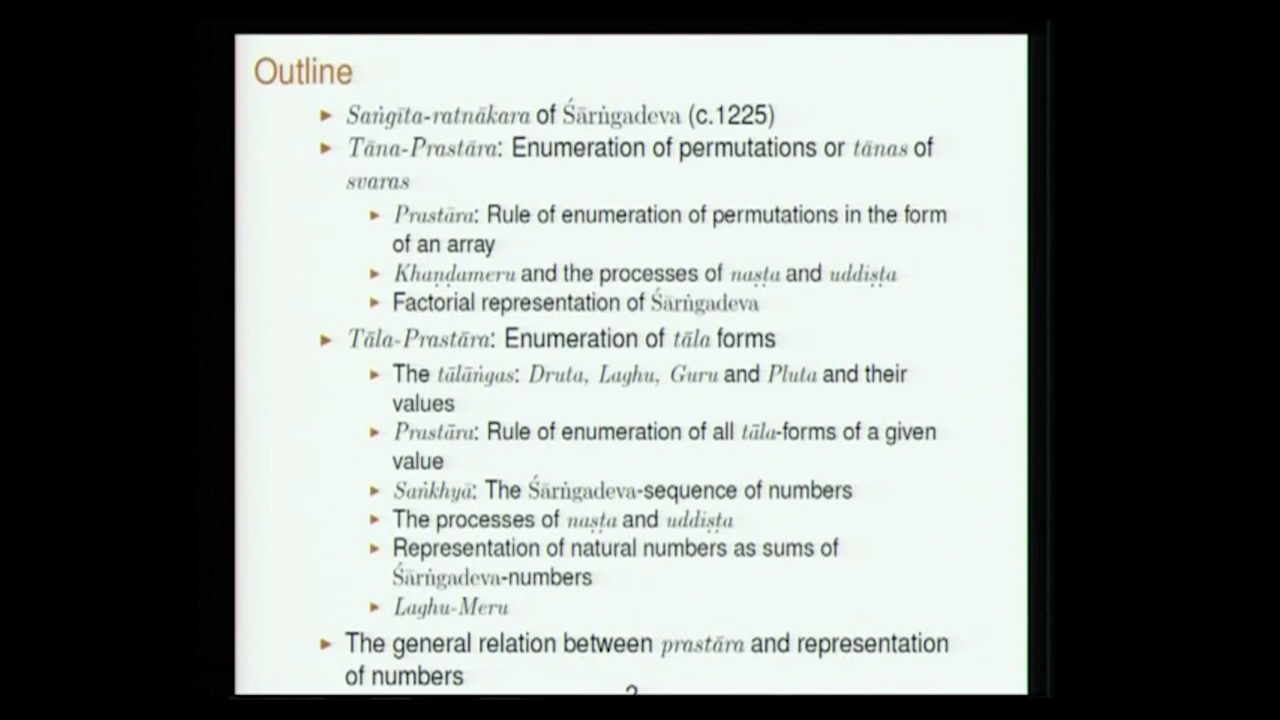 Outline
▸ Saṅgīta-ratnākara of Śārṅgadeva (c.1225)
▸ Tāna-Prastāra: Enumeration of permutations or tānas of
svaras
▸ Prastāra: Rule of enumeration of permutations in the form
of an array
▸ Khaṇḍameru and the processes of naṣṭa and uddiṣṭa
▸ Factorial representation of Śārṅgadeva
▸ Tāla-Prastāra: Enumeration of tāla forms
▸ The tālāṅgas: Druta, Laghu, Guru and Pluta and their
values
▸ Prastāra: Rule of enumeration of all tāla-forms of a given
value
▸ Saṅkhyā: The Śārṅgadeva-sequence of numbers
▸ The processes of naṣṭa and uddiṣṭa
▸ Representation of natural numbers as sums of
Śārṅgadeva-numbers
▸ Laghu-Meru
▸ The general relation between prastāra and representation
of numbers